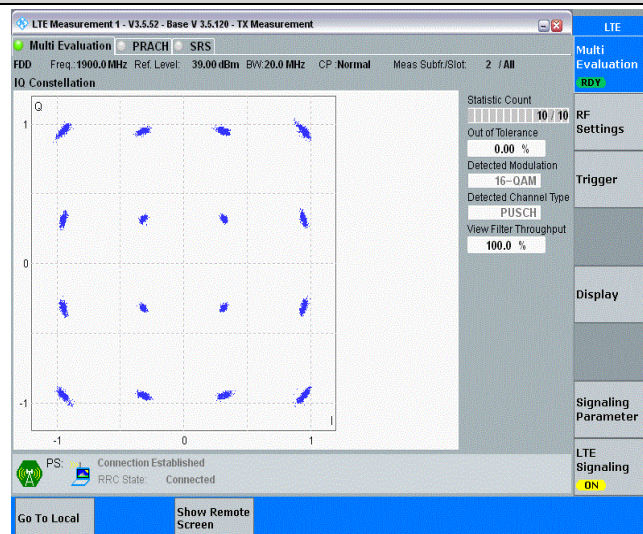 LTE Measurement 1 - V3.5.52 - Base V 3.5.120 - TX Measurement
LTE
Multi Evaluation PRACH SRS
FDD Freq.:1900.0 MHz Ref. Level: 39.00 dBm BW:20.0 MHz CP :Normal Meas Subfr./Slot: 2 / All
IQ Constellation
Q
1
0
-1
-1 0 1
I
Statistic Count
10 / 10
Out of Tolerance
0.00 %
Detected Modulation
16-QAM
Detected Channel Type
PUSCH
View Filter Throughput
100.0 %
Multi
Evaluation
RDY
RF
Settings
Trigger
Display
Signaling
Parameter
LTE
Signaling
ON
PS: Connection Established
RRC State: Connected
Go To Local
Show Remote
Screen